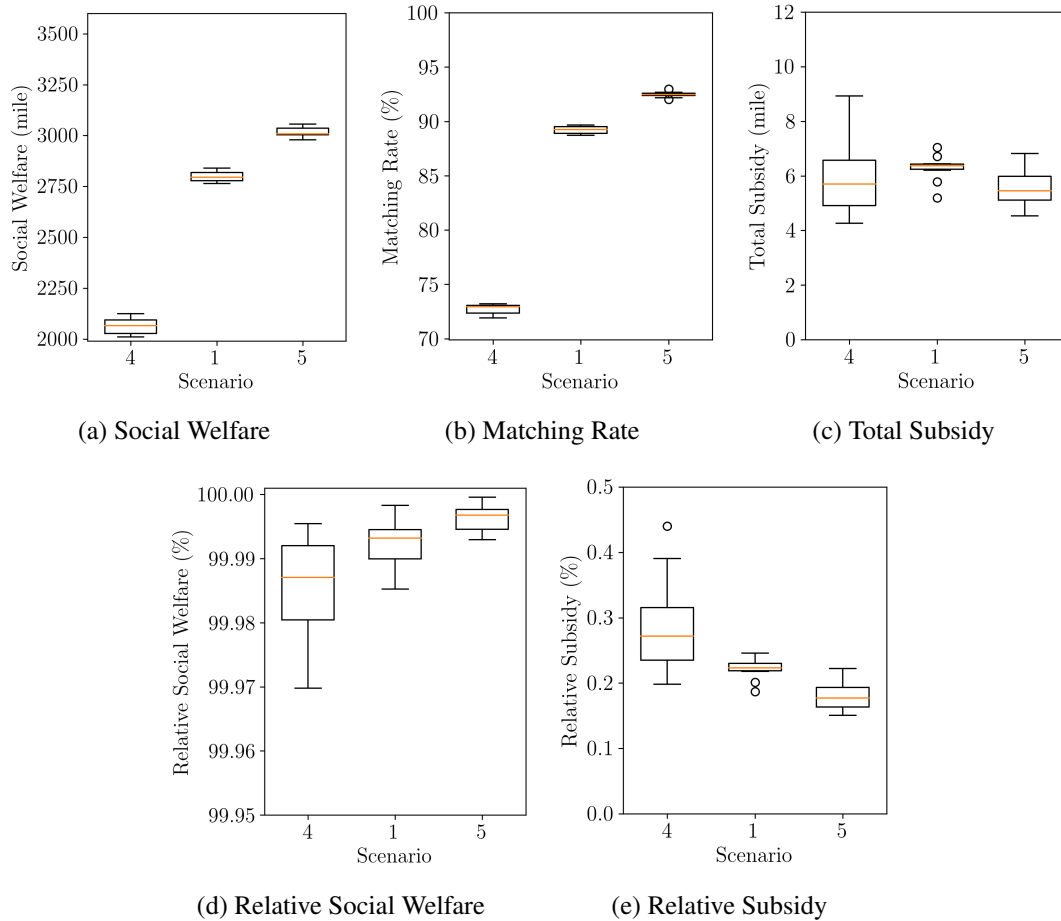 Social Welfare (mile)
3500
3250
3000
2750
2500
2250
2000
4 1 5
Scenario
(a) Social Welfare
Matching Rate (%)
100
95
90
85
80
75
70
4 1 5
Scenario
(b) Matching Rate
Total Subsidy (mile)
12
10
8
6
4
2
0
4 1 5
Scenario
(c) Total Subsidy
Relative Social Welfare (%)
100.00
99.99
99.98
99.97
99.96
99.95
4 1 5
Scenario
(d) Relative Social Welfare
Relative Subsidy (%)
0.5
0.4
0.3
0.2
0.1
0.0
4 1 5
Scenario
(e) Relative Subsidy